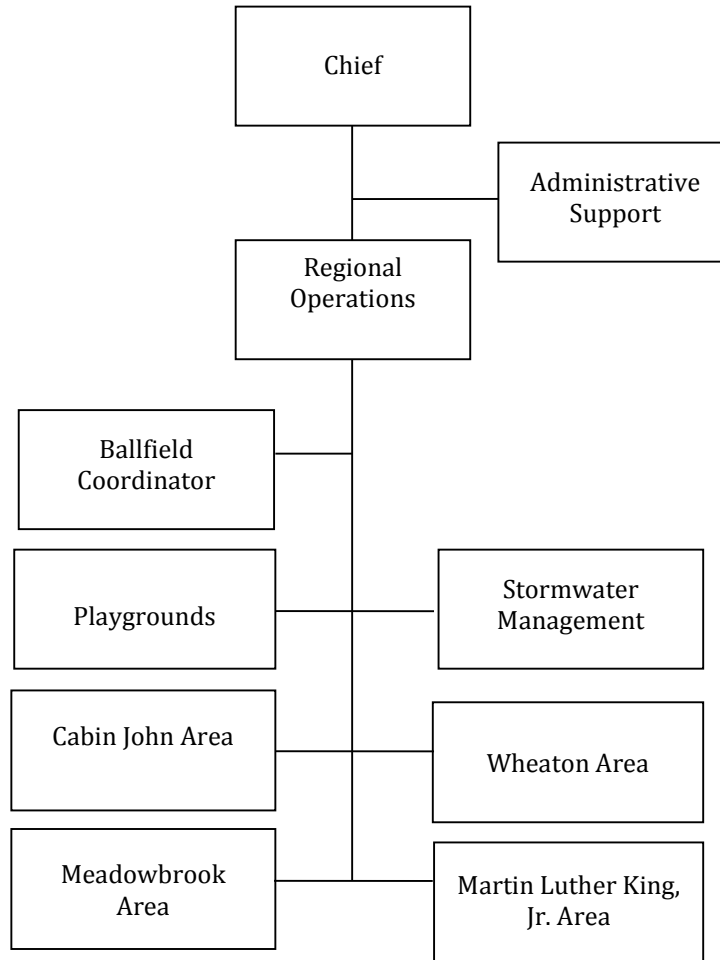 Chief
Administrative
Support
Regional
Operations
Ballfield
Coordinator
Playgrounds
Stormwater
Management
Cabin John Area
Wheaton Area
Meadowbrook
Area
Martin Luther King,
Jr. Area